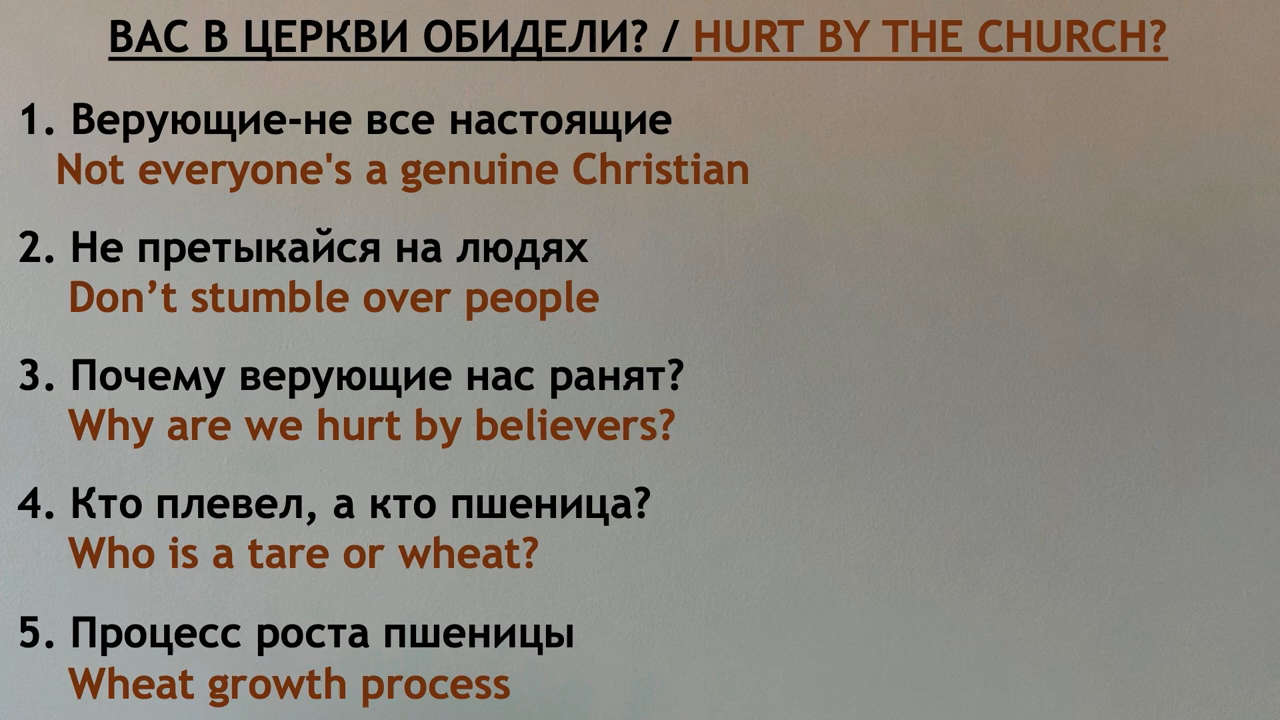 ВАС В ЦЕРКВИ ОБИДЕЛИ? / HURT BY THE CHURCH?
1. Верующие-не все настоящие
Not everyone's a genuine Christian
2. Не претыкайся на людях
Don’t stumble over people
3. Почему верующие нас ранят?
Why are we hurt by believers?
4. Кто плевел, а кто пшеница?
Who is a tare or wheat?
5. Процесс роста пшеницы
Wheat growth process